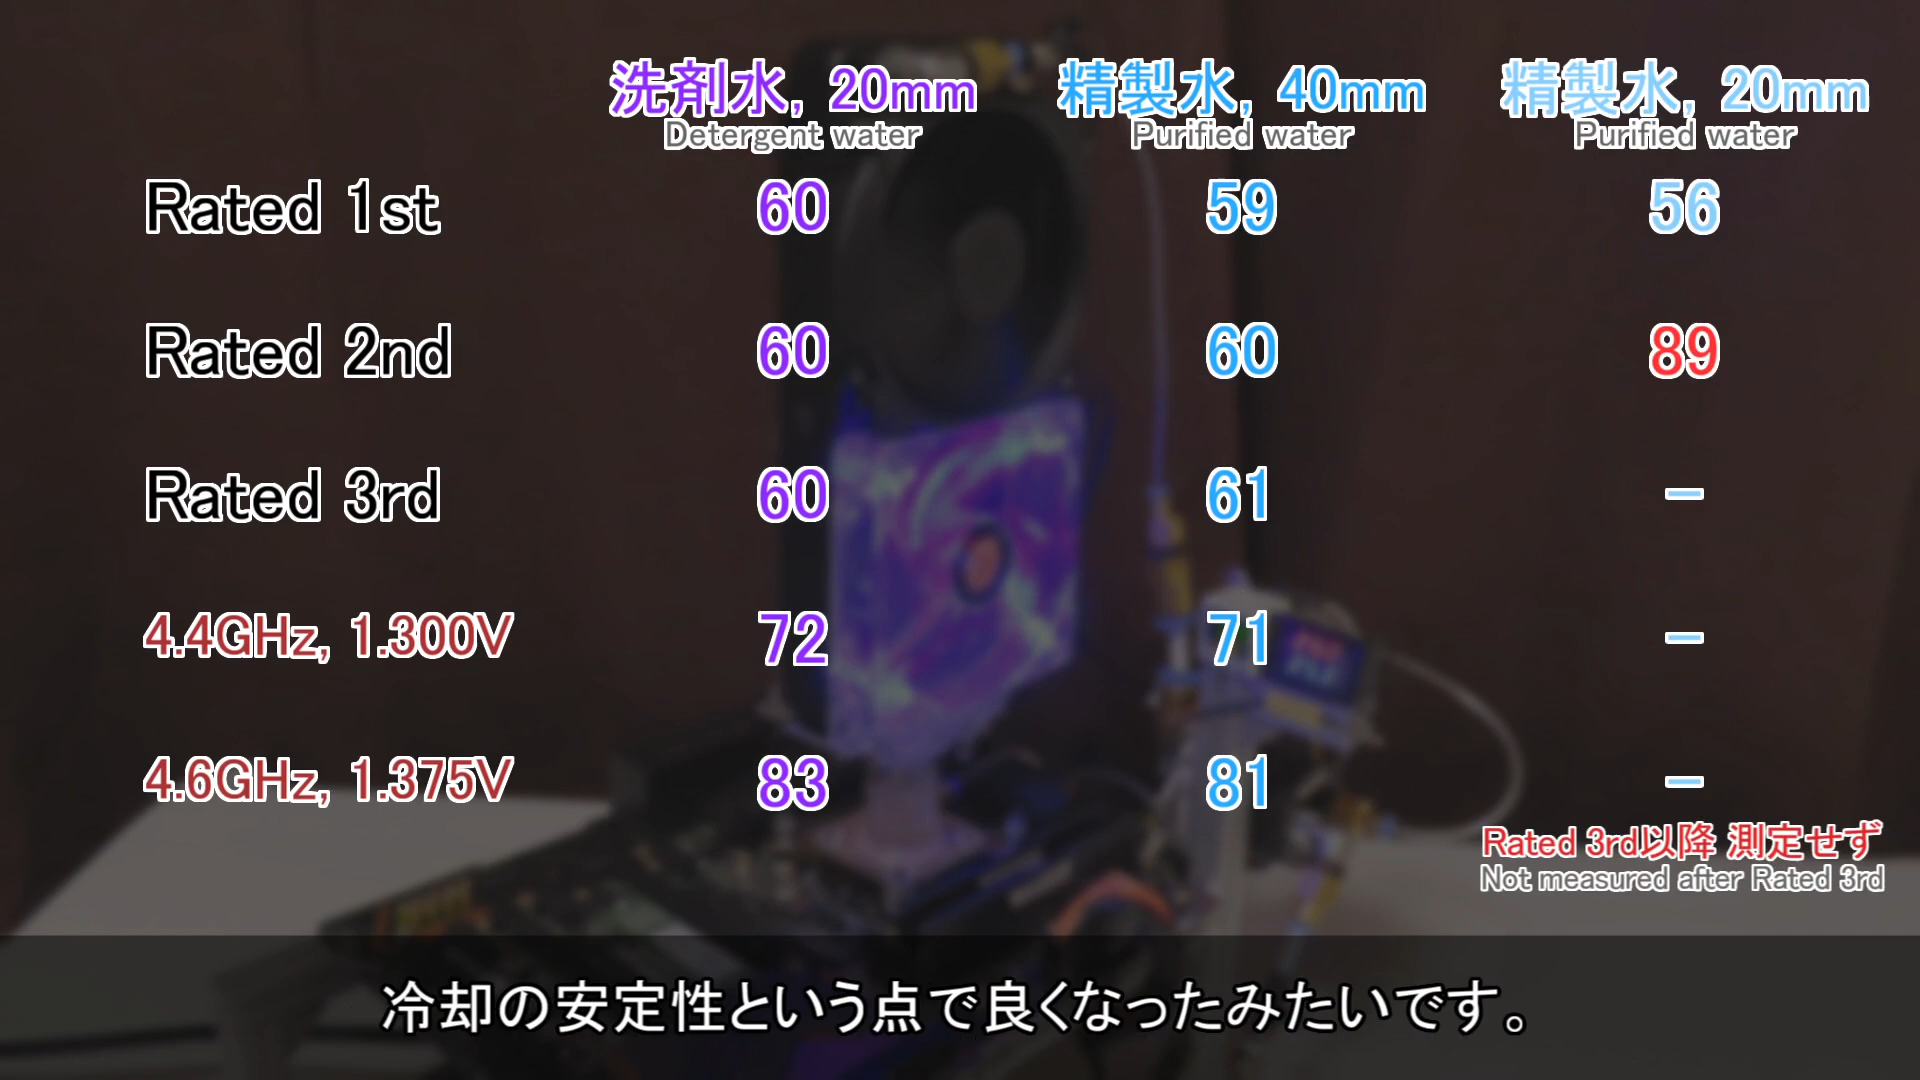 洗剤水, 20mm 精製水, 40mm 精製水, 20mm
Detergent water Purified water Purified water
Rated 1st 60 59 56
Rated 2nd 60 60 89
Rated 3rd 60 61 –
4.4GHz, 1.300V 72 71 –
4.6GHz, 1.375V 83 81 –
Rated 3rd以降 測定せず
Not measured after Rated 3rd
冷却の安定性という点で良くなったみたいです。